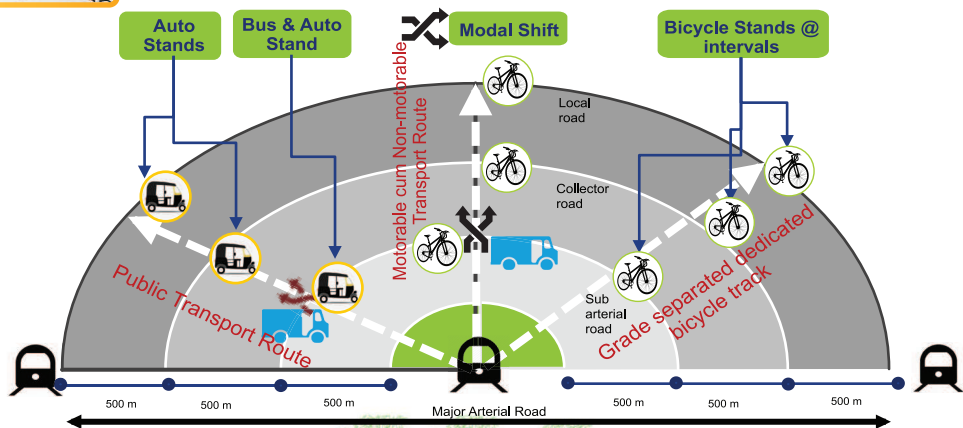 Auto
Stands
Bus & Auto
Stand
Modal Shift
Bicycle Stands @
intervals
Motorable cum Non-motorable
Transport Route
Local
road
Collector
road
Sub
arterial
road
Public Transport Route
Grade separated dedicated
bicycle track
500 m
500 m
500 m
500 m
500 m
500 m
Major Arterial Road